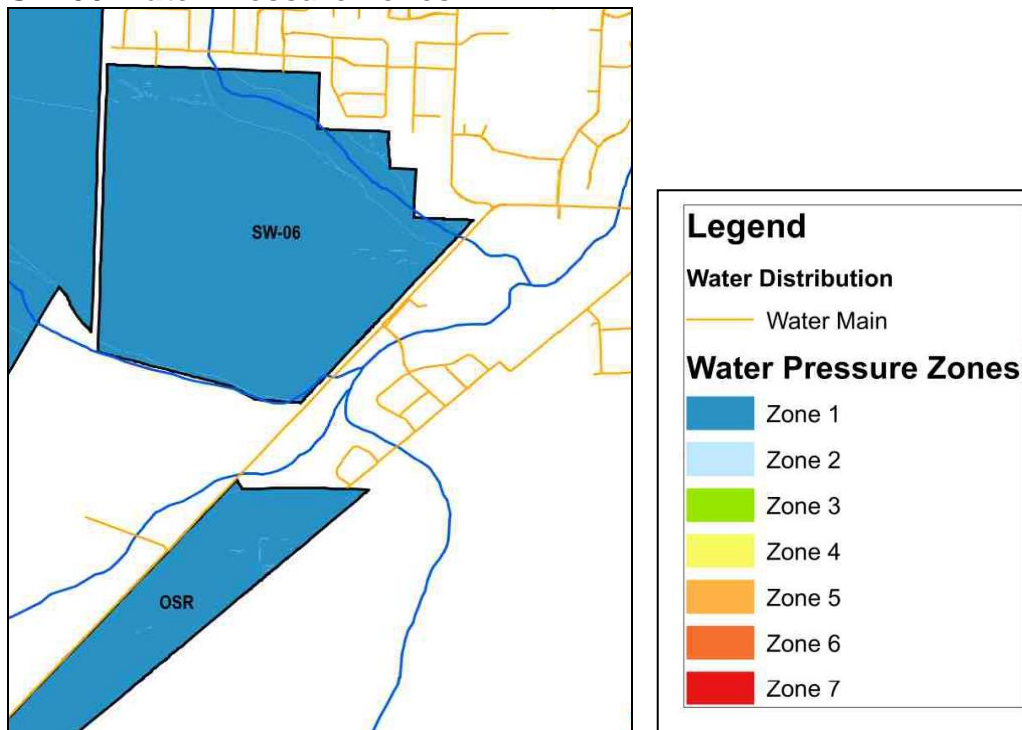 SW-06
OSR
Legend
Water Distribution
Water Main
Water Pressure Zones
Zone 1
Zone 2
Zone 3
Zone 4
Zone 5
Zone 6
Zone 7